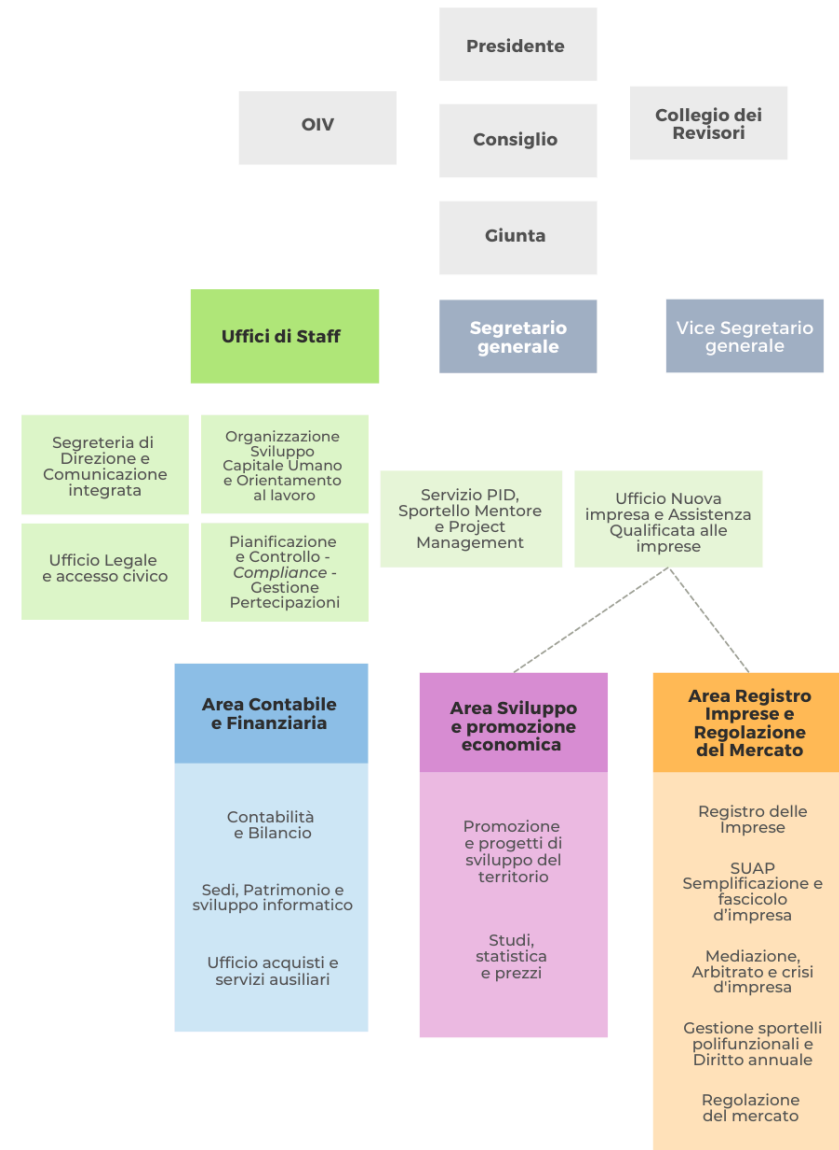 Presidente
OIV
Consiglio
Collegio dei
Revisori
Giunta
Uffici di Staff
Segretario
generale
Vice Segretario
generale
Segreteria di
Direzione e
Comunicazione
integrata
Organizzazione
Sviluppo
Capitale Umano
e Orientamento
al lavoro
Servizio PID,
Sportello Mentore
e Project
Management
Ufficio Nuova
impresa e Assistenza
Qualificata alle
imprese
Ufficio Legale
e accesso civico
Pianificazione
e Controllo -
Compliance -
Gestione
Pertecipazioni
Area Contabile
e Finanziaria
Contabilità
e Bilancio
Sedi, Patrimonio e
sviluppo informatico
Ufficio acquisti e
servizi ausiliari
Area Sviluppo
e promozione
economica
Promozione
e progetti di
sviluppo del
territorio
Studi,
statistica
e prezzi
Area Registro
Imprese e
Regolazione
del Mercato
Registro delle
Imprese
SUAP
Semplificazione e
fascicolo
d'impresa
Mediazione,
Arbitrato e crisi
d'impresa
Gestione sportelli
polifunzionali e
Diritto annuale
Regolazione
del mercato